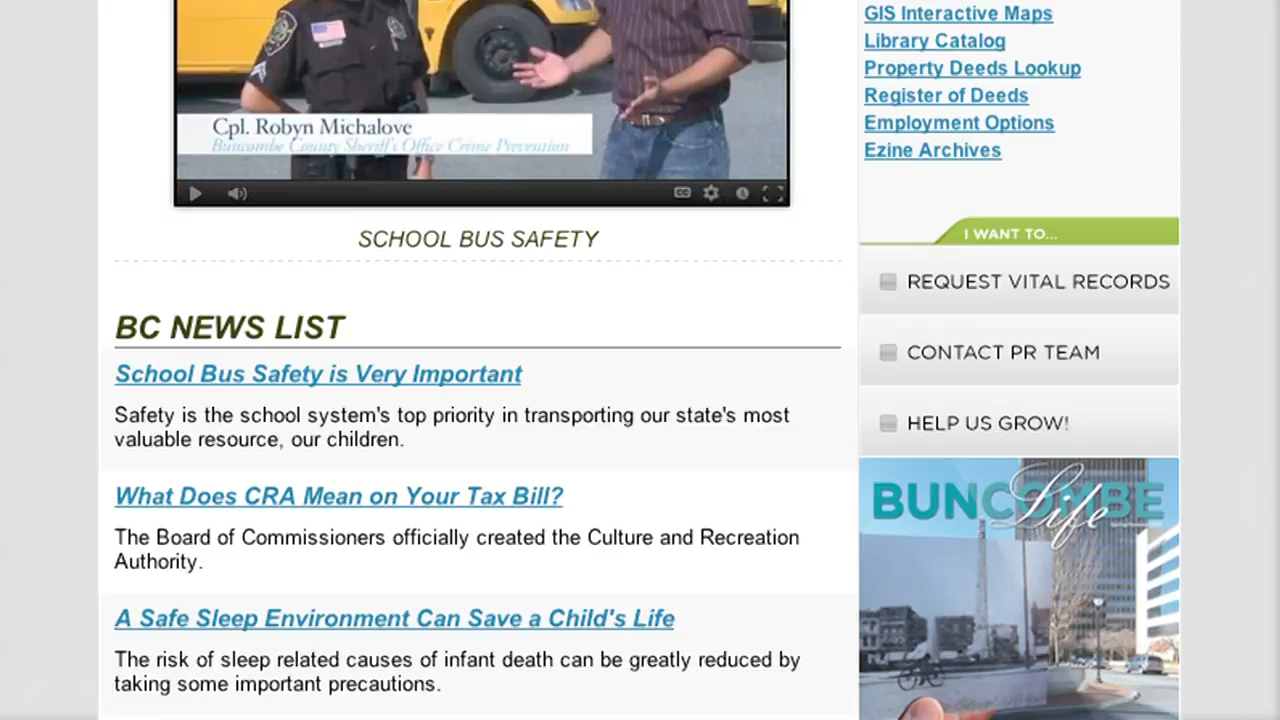 Cpl. Robyn Michalove
Buncombe County Sheriff's Office Crime Prevention
CC
SCHOOL BUS SAFETY
BC NEWS LIST
School Bus Safety is Very Important
Safety is the school system's top priority in transporting our state's most
valuable resource, our children.
What Does CRA Mean on Your Tax Bill?
The Board of Commissioners officially created the Culture and Recreation
Authority.
A Safe Sleep Environment Can Save a Child's Life
The risk of sleep related causes of infant death can be greatly reduced by
taking some important precautions.
GIS Interactive Maps
Library Catalog
Property Deeds Lookup
Register of Deeds
Employment Options
Ezine Archives
I WANT TO...
REQUEST VITAL RECORDS
CONTACT PR TEAM
HELP US GROW!
BUNCOMBE
Life